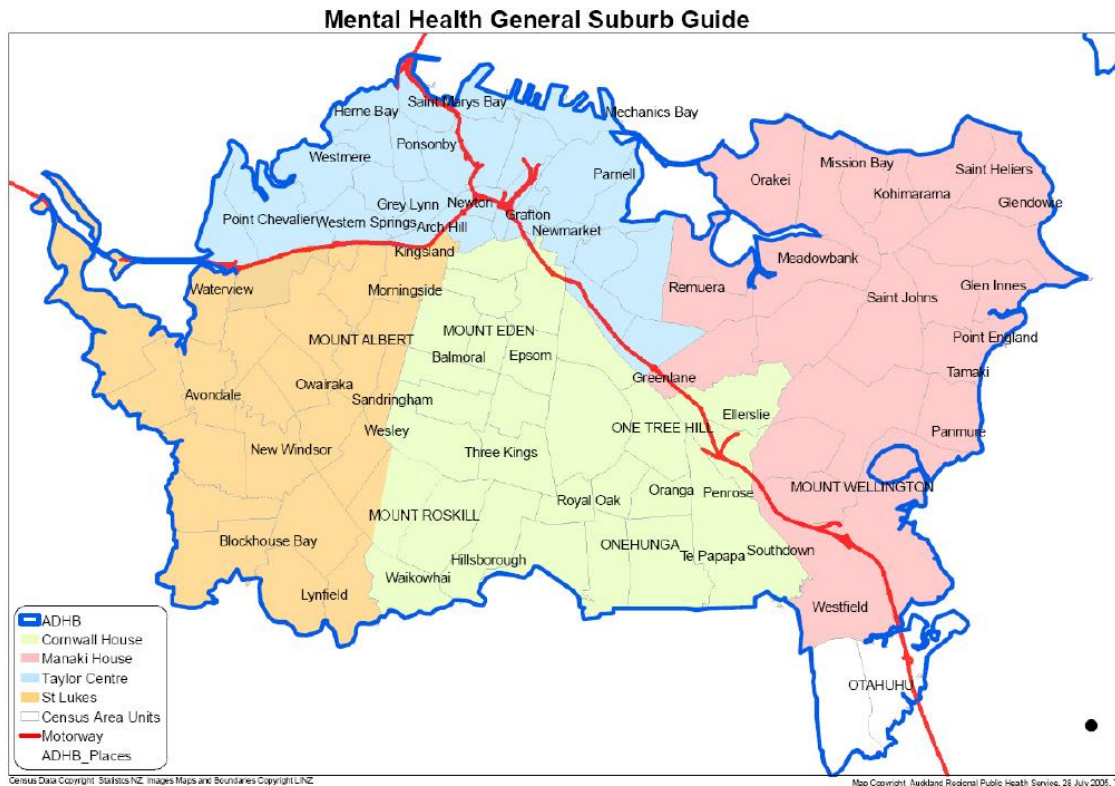 Mental Health General Suburb Guide
Saint Marys Bay
Herne Bay
Mechanics Bay
Ponsonby
Westmere
Mission Bay
Saint Heliers
Orakei
Parnell
Kohimarama
Glendowie
Grey Lynn
Newton
Point Chevalier
Western Springs
Grafton
Arch Hill
Newmarket
Kingsland
Meadowbank
Waterview
Morningside
Remuera
Saint Johns
Glen Innes
MOUNT EDEN
MOUNT ALBERT
Point England
Balmoral
Epsom
Tamaki
Greenlane
Owairaka
Avondale
Sandringham
Ellerslie
ONE TREE HILL
Wesley
Panmure
New Windsor
Three Kings
MOUNT WELLINGTON
Oranga
Penrose
Royal Oak
MOUNT ROSKILL
Blockhouse Bay
ONEHUNGA
Southdown
Te Papapa
Hillsborough
Waikowhai
Lynfield
Westfield
OTAHUHU
ADHB
Cornwall House
Manaki House
Taylor Centre
St Lukes
Census Area Units
Motorway
ADHB_Places
Census Data Copyright Statistcs NZ, Images Maps and Boundaries Copyright LINZ
Map Copyright, Auckland Regional Public Health Service, 28 July 2005,